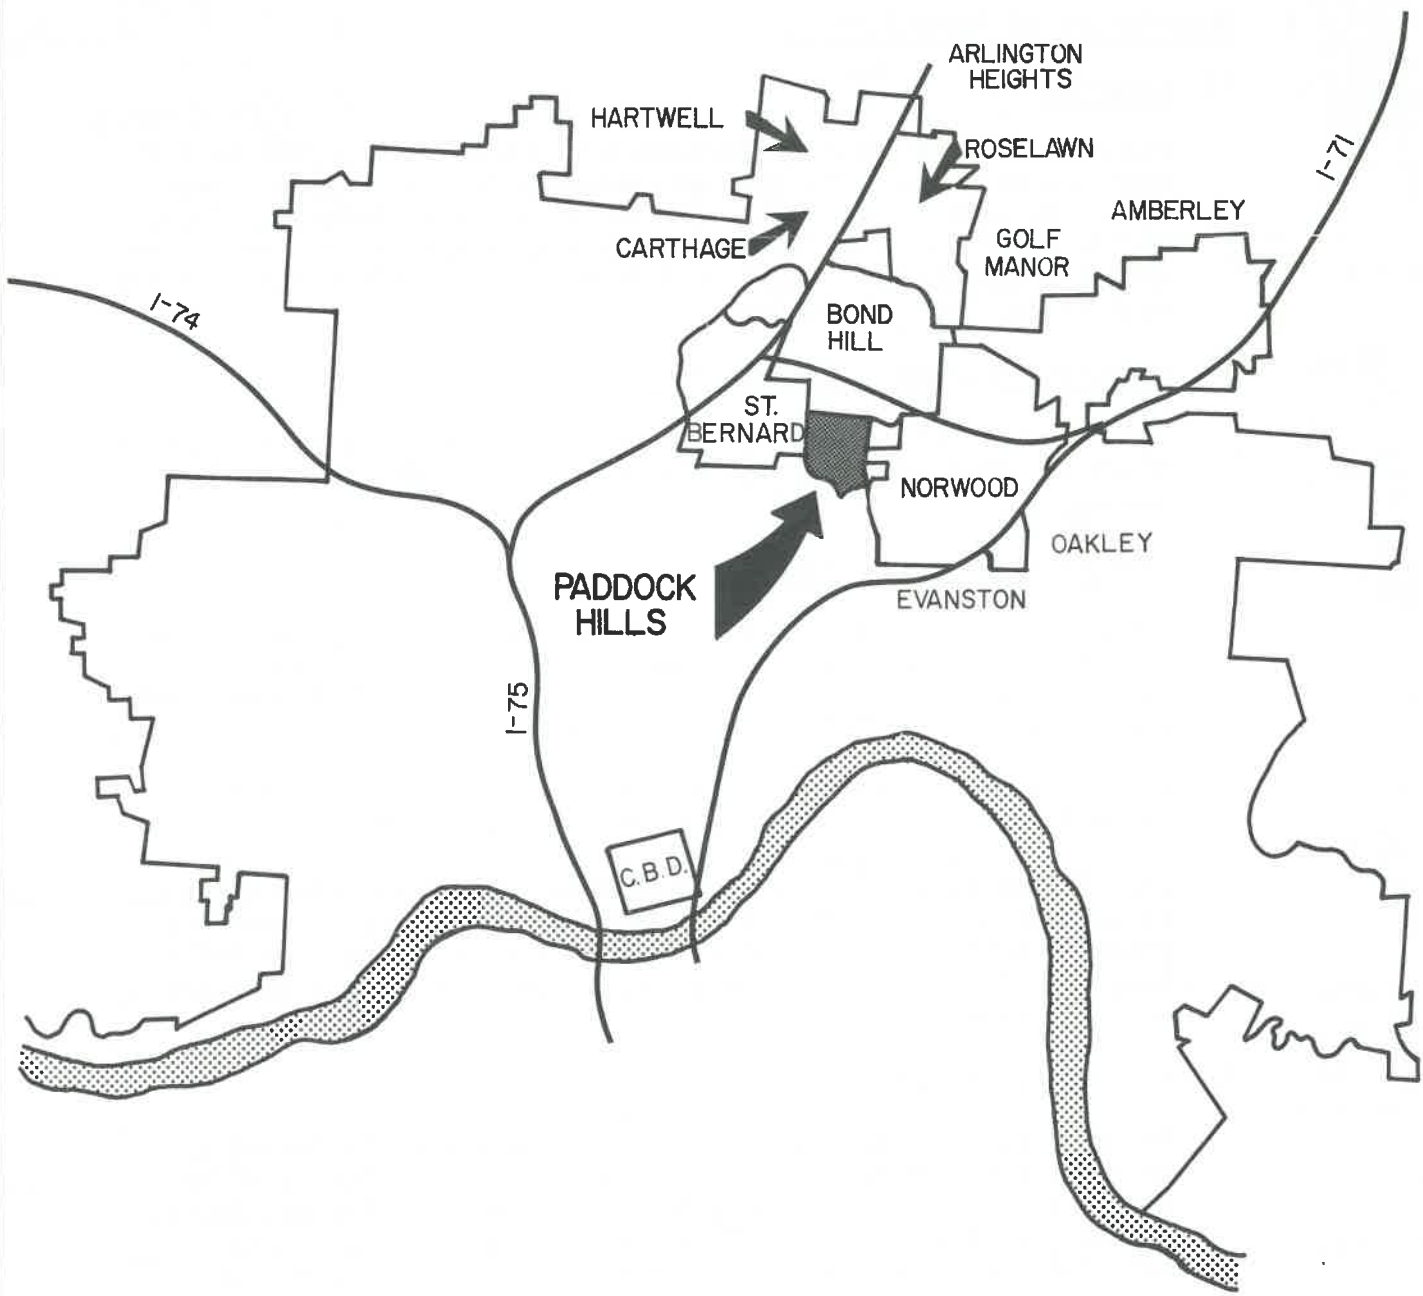 ARLINGTON
HEIGHTS
HARTWELL
ROSELAWN
I-71
AMBERLEY
CARTHAGE
GOLF
MANOR
I-74
BOND
HILL
ST.
BERNARD
NORWOOD
OAKLEY
PADDOCK
HILLS
EVANSTON
I-75
C.B.D.